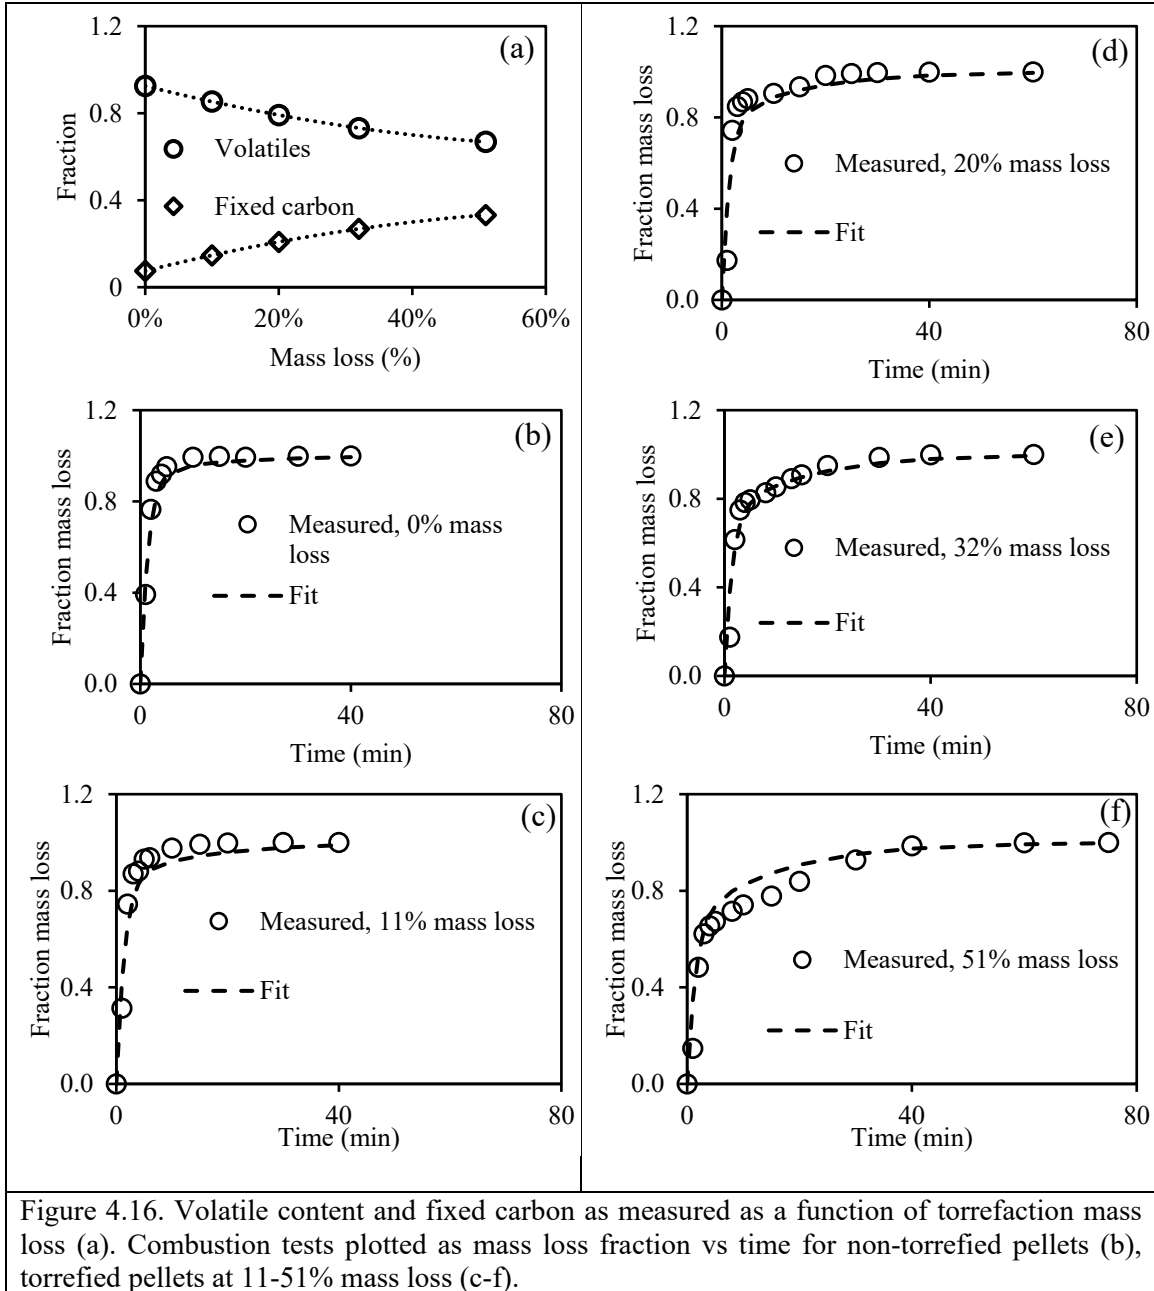 1.2
(a)
0.8
Fraction
Volatiles
0.4
Fixed carbon
0
0% 20% 40% 60%
Mass loss (%)
1.2
(b)
0.8
Fraction mass loss
Measured, 0% mass
loss
0.4
Fit
0.0
0 40 80
Time (min)
1.2
(c)
0.8
Fraction mass loss
Measured, 11% mass loss
0.4
Fit
0.0
0 40 80
Time (min)
1.2
(d)
0.8
Fraction mass loss
Measured, 20% mass loss
0.4
Fit
0.0
0 40 80
Time (min)
1.2
(e)
0.8
Fraction mass loss
Measured, 32% mass loss
0.4
Fit
0.0
0 40 80
Time (min)
1.2
(f)
0.8
Fraction mass loss
Measured, 51% mass loss
0.4
Fit
0.0
0 40 80
Time (min)
Figure 4.16. Volatile content and fixed carbon as measured as a function of torrefaction mass
loss (a). Combustion tests plotted as mass loss fraction vs time for non-torrefied pellets (b),
torrefied pellets at 11-51% mass loss (c-f).